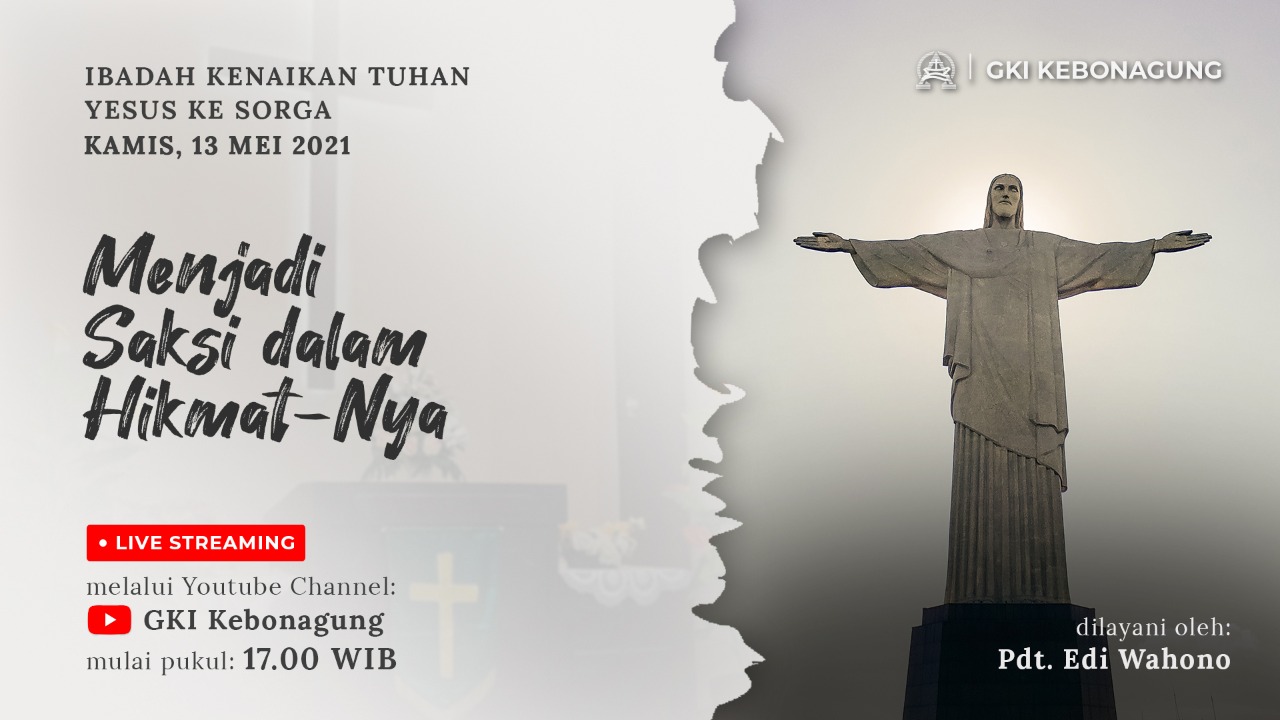 IBADAH KENAIKAN TUHAN
YESUS KE SORGA
KAMIS, 13 MEI 2021
GKI KEBONAGUNG
Menjadi
Saksi dalam
Hikmat-Nya
• LIVE STREAMING
melalui Youtube Channel:
GKI Kebonagung
mulai pukul: 17.00 WIB
dilayani oleh:
Pdt. Edi Wahono